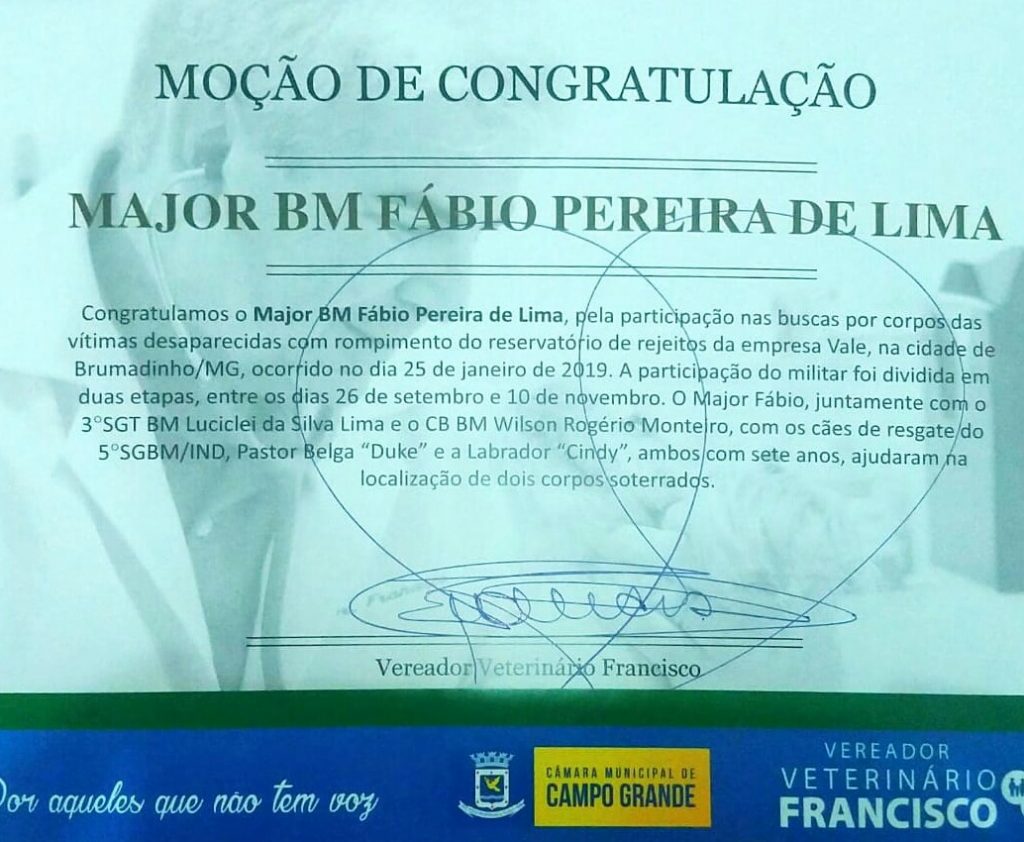 MOÇÃO DE CONGRATULAÇÃO
MAJOR BM FÁBIO PEREIRA DE LIMA
Congratulamos o Major BM Fábio Pereira de Lima, pela participação nas buscas por corpos das
vítimas desaparecidas com rompimento do reservatório de rejeitos da empresa Vale, na cidade de
Brumadinho/MG, ocorrido no dia 25 de janeiro de 2019. A participação do militar foi dividida em
duas etapas, entre os dias 26 de setembro e 10 de novembro. O Major Fábio, juntamente com o
3°SGT BM Luciclei da Silva Lima e o CB BM Wilson Rogério Monteiro, com os cães de resgate do
5°SGBM/IND, Pastor Belga “Duke” e a Labrador “Cindy”, ambos com sete anos, ajudaram na
localização de dois corpos soterrados.
Vereador Veterinário Francisco
Por aqueles que não tem voz
CÂMARA MUNICIPAL DE
CAMPO GRANDE
VEREADOR
VETERINÁRIO
FRANCISCO